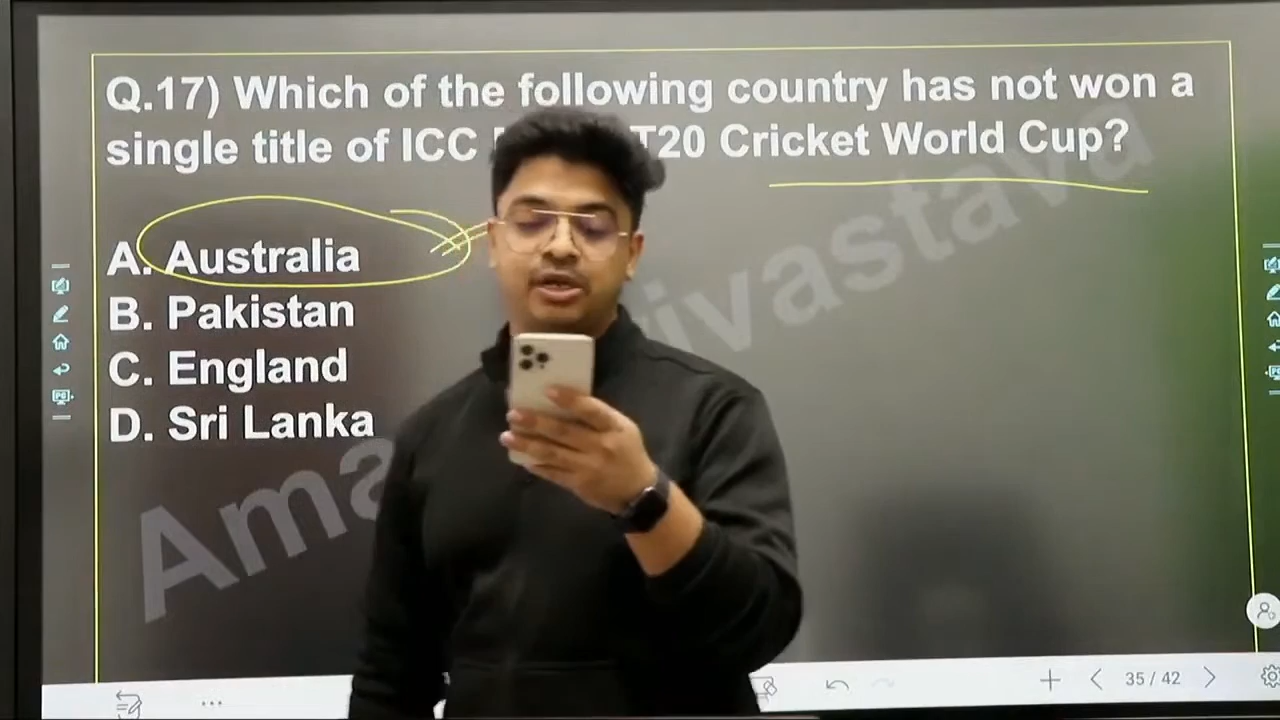 Q.17) Which of the following country has not won a
single title of ICC T20 Cricket World Cup?
A. Australia
B. Pakistan
C. England
D. Sri Lanka
35 / 42